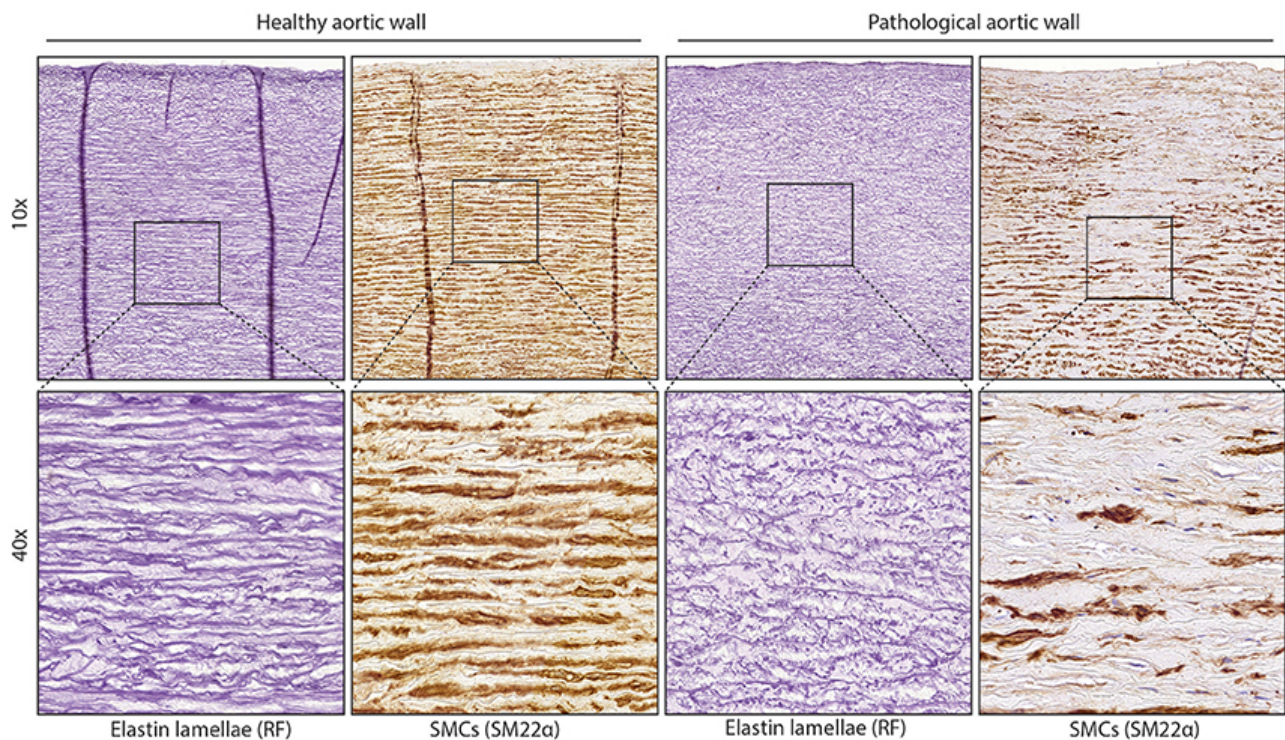 Healthy aortic wall
Pathological aortic wall
10x
40x
Elastin lamellae (RF)
SMCs (SM22α)
Elastin lamellae (RF)
SMCs (SM22α)